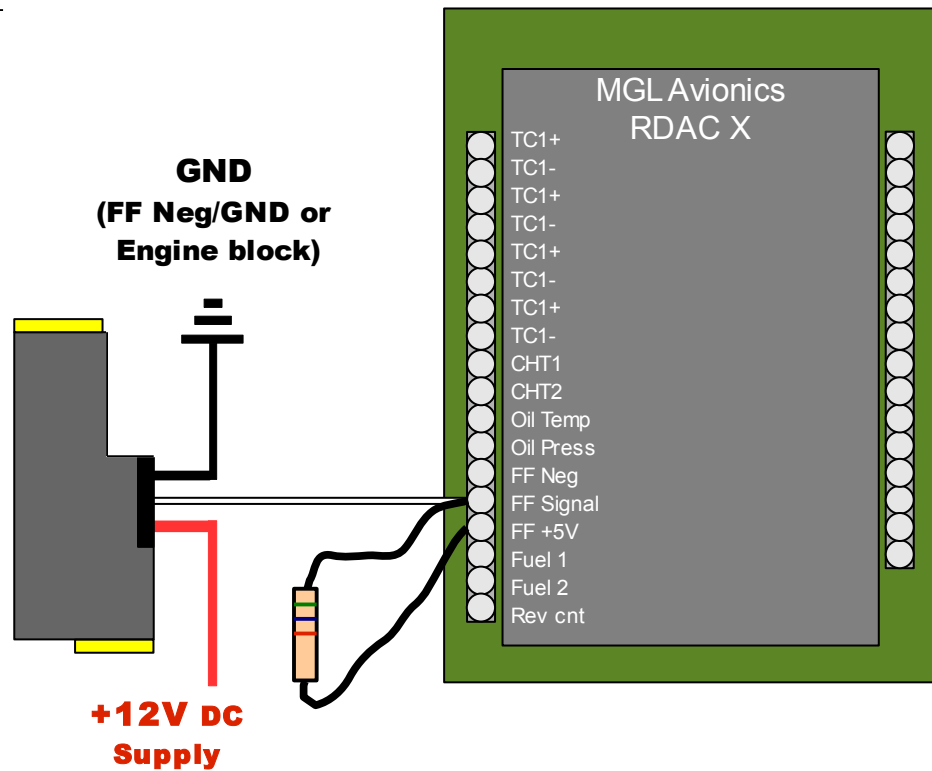 MGL Avionics
RDAC X
GND
(FF Neg/GND or
Engine block)
TC1+
TC1-
TC1+
TC1-
TC1+
TC1-
TC1+
TC1-
CHT1
CHT2
Oil Temp
Oil Press
FF Neg
FF Signal
FF +5V
Fuel 1
Fuel 2
Rev cnt
+12V DC
Supply